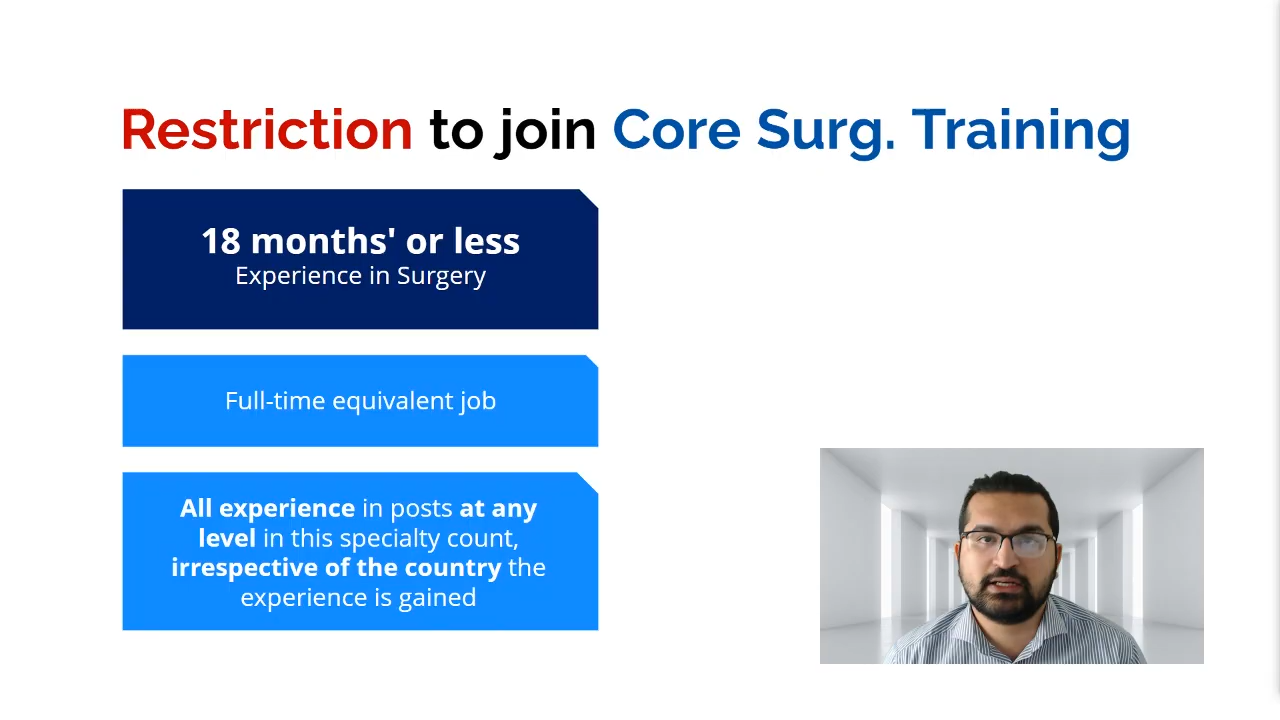 Restriction to join Core Surg. Training
18 months' or less
Experience in Surgery
Full-time equivalent job
All experience in posts at any
level in this specialty count,
irrespective of the country the
experience is gained